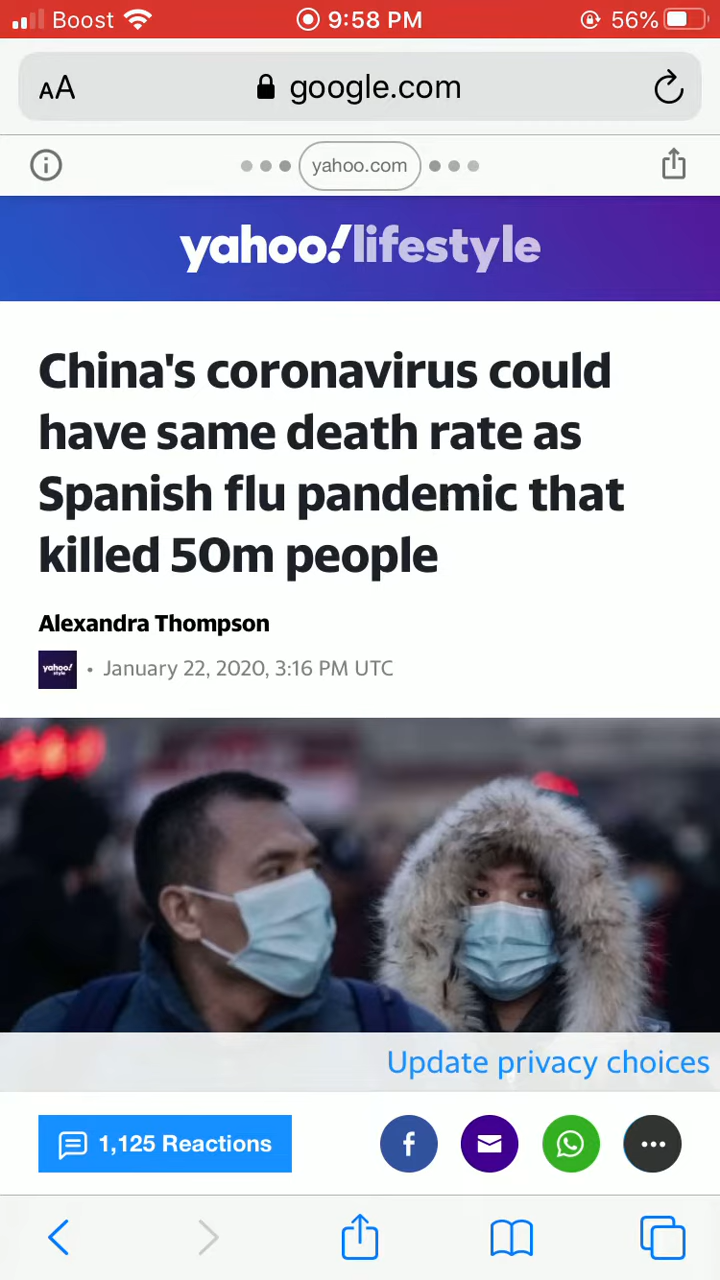 Boost 9:58 PM 56%
AA google.com
yahoo.com
yahoo!lifestyle
China's coronavirus could
have same death rate as
Spanish flu pandemic that
killed 50m people
Alexandra Thompson
yahoo! style • January 22, 2020, 3:16 PM UTC
Update privacy choices
1,125 Reactions